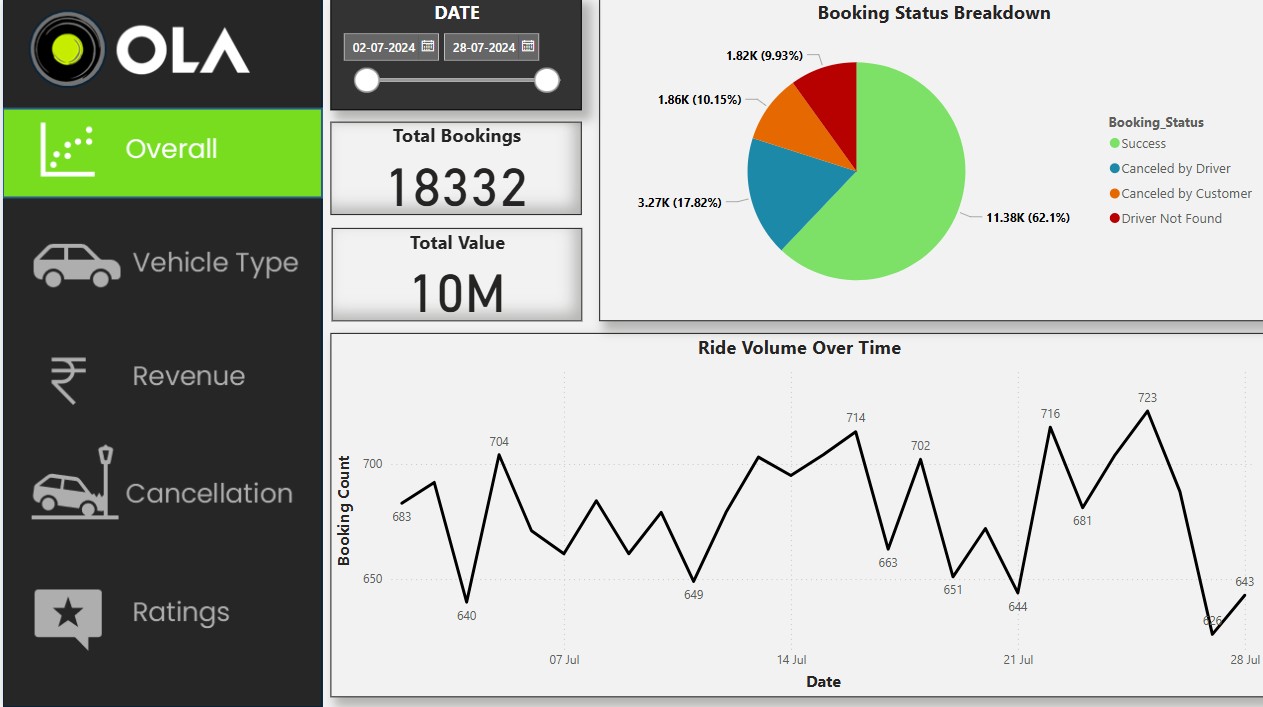 OLA
Overall
Vehicle Type
Revenue
Cancellation
Ratings
DATE
02-07-2024
28-07-2024
Total Bookings
18332
Total Value
10M
Booking Status Breakdown
1.82K (9.93%)
1.86K (10.15%)
3.27K (17.82%)
11.38K (62.1%)
Booking_Status
Success
Canceled by Driver
Canceled by Customer
Driver Not Found
Ride Volume Over Time
Booking Count
700
650
683
640
704
649
714
663
702
651
644
716
681
723
626
643
07 Jul
14 Jul
21 Jul
28 Jul
Date